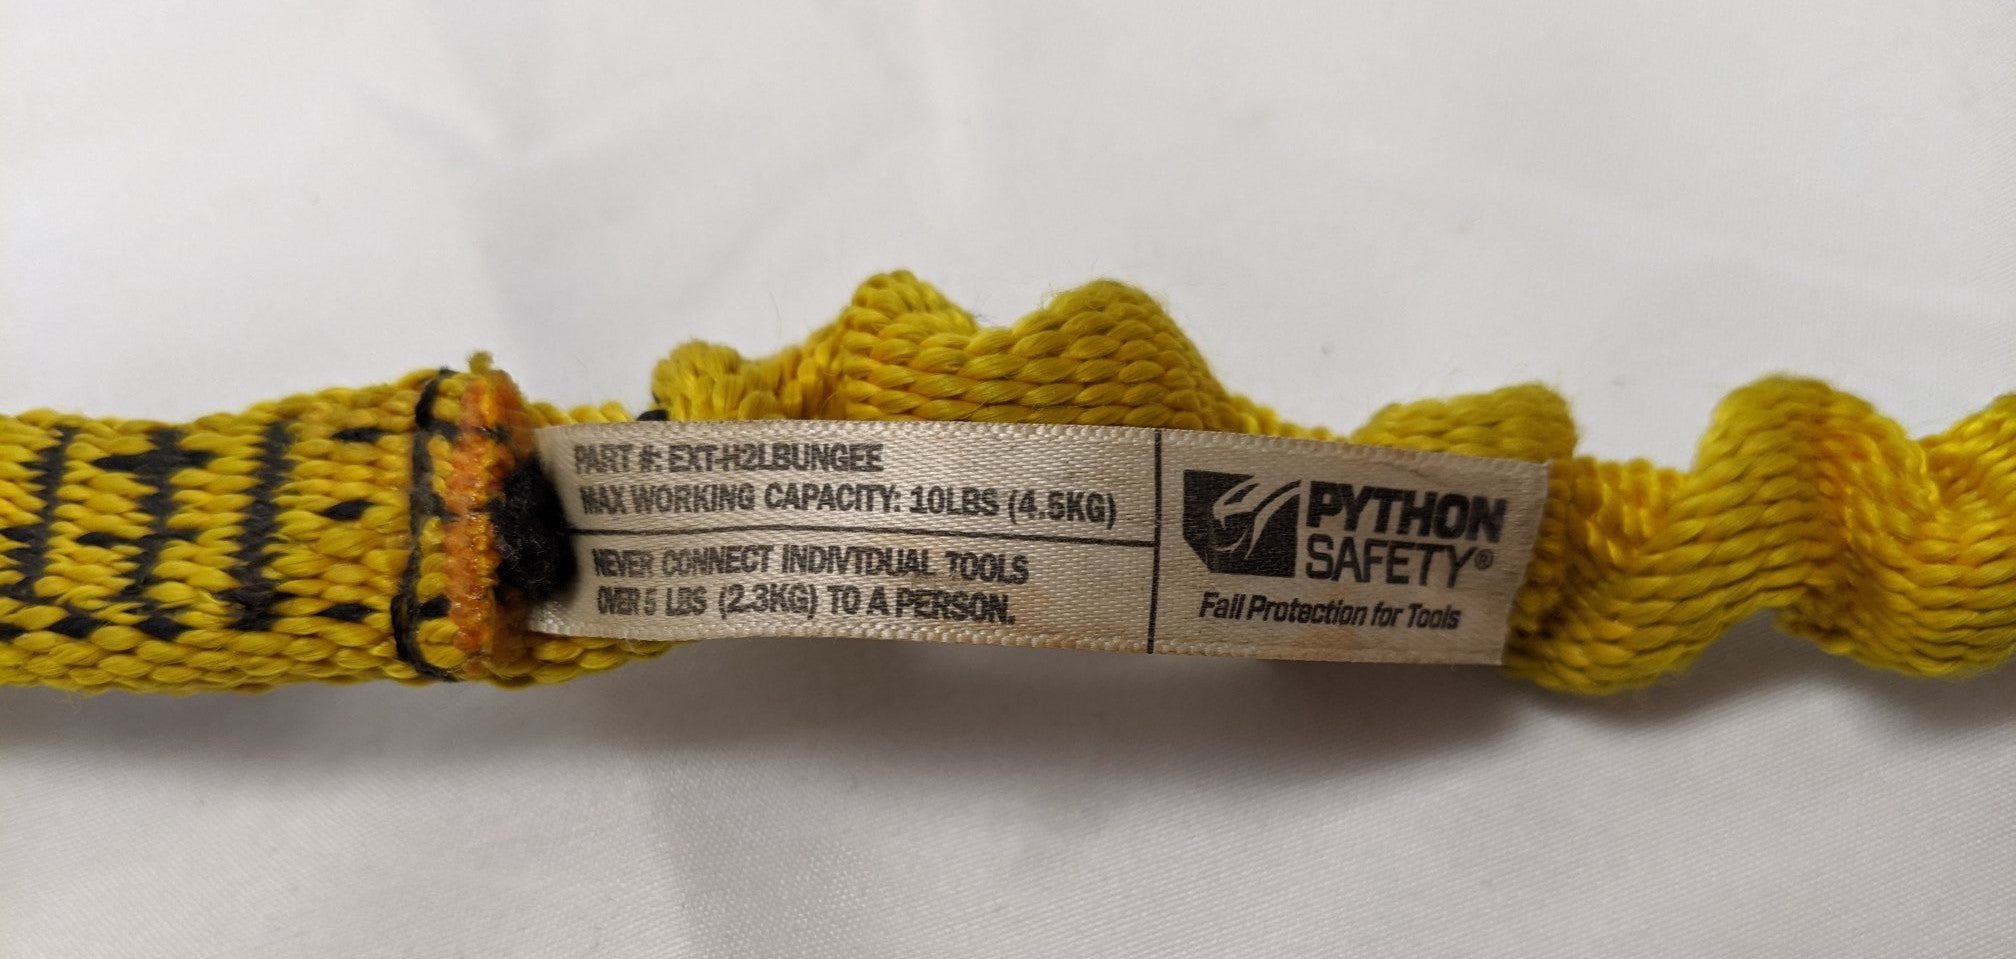 PART #: EXT-H2LBUNGEE
MAX WORKING CAPACITY: 10LBS (4.5KG)
NEVER CONNECT INDIVIDUAL TOOLS
OVER 5 LBS (2.3KG) TO A PERSON.
PYTHON
SAFETY®
Fall Protection for Tools